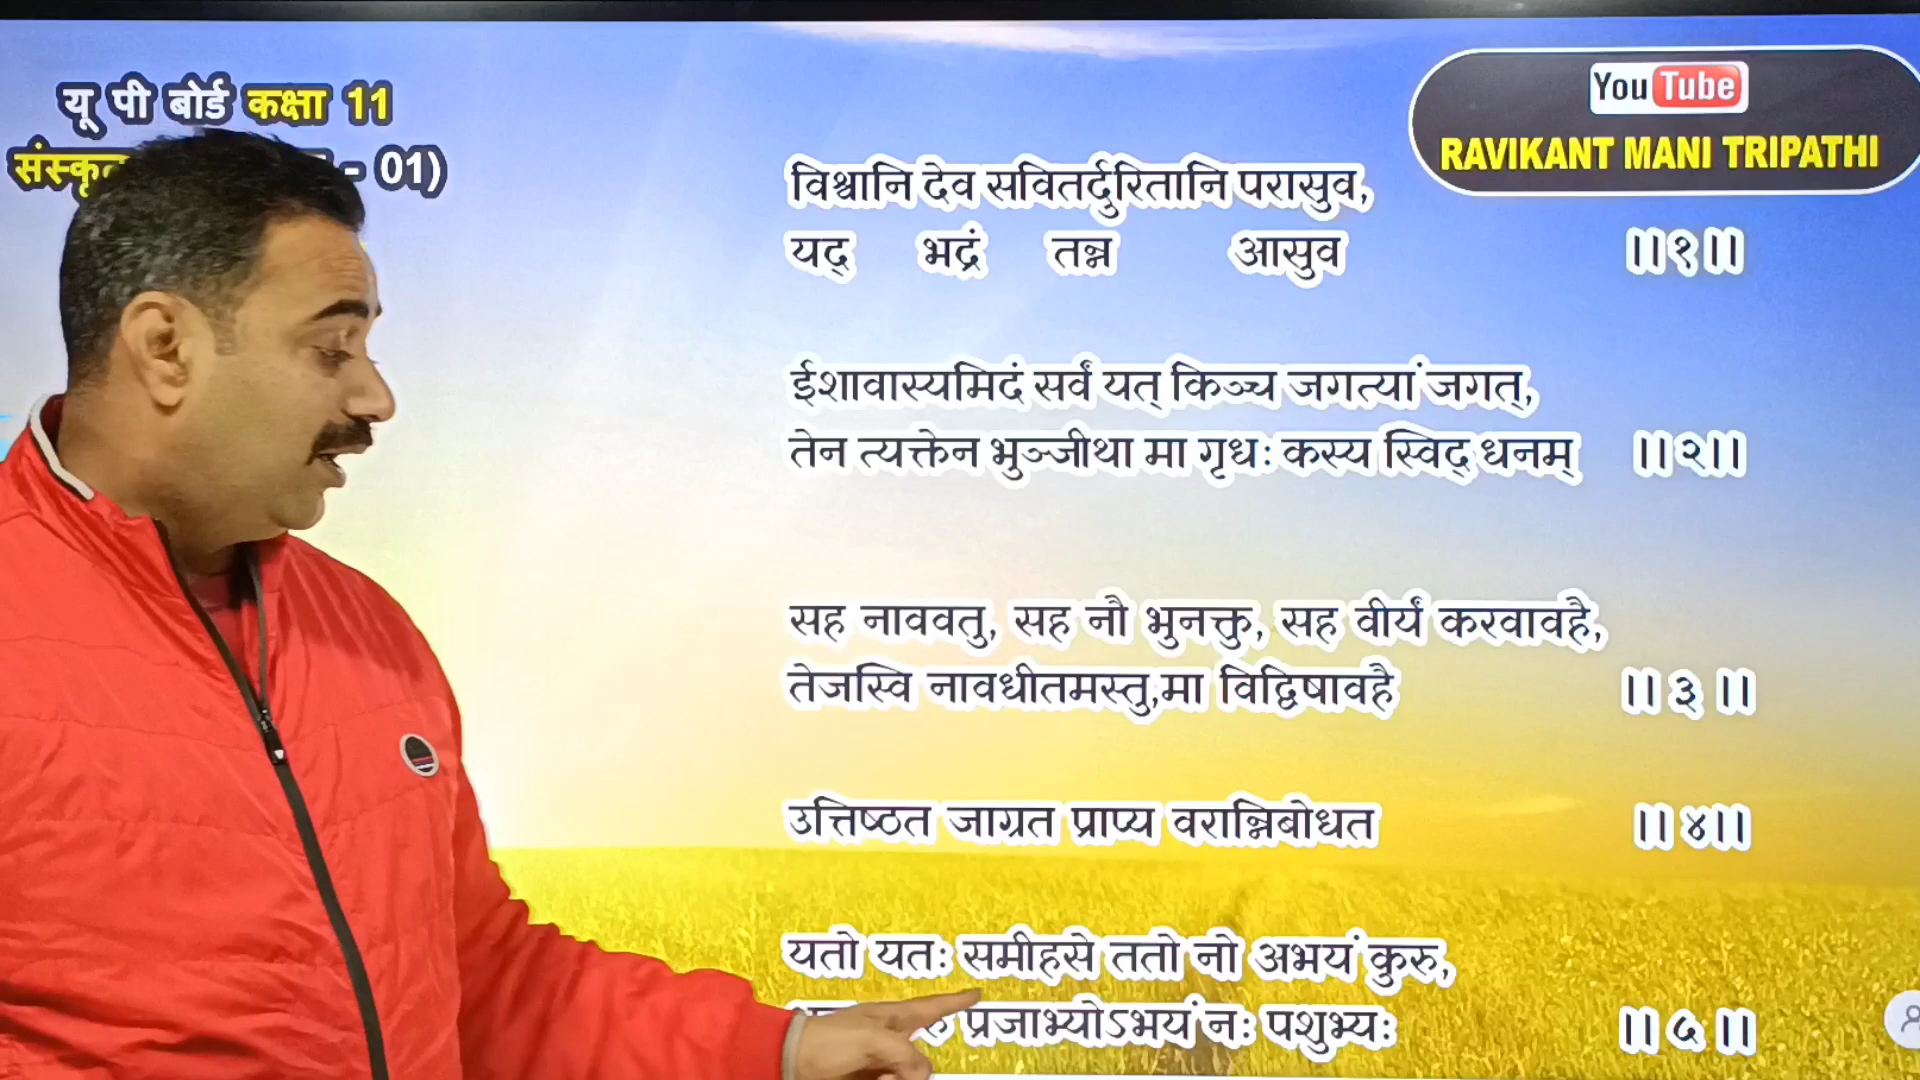 यू पी बोर्ड कक्षा 11
- 01)
YouTube
RAVIKANT MANI TRIPATHI
विश्वानि देव सवितर्दुरितानि परासुव,
यद् भद्रं तन्न आसुव ॥१॥
ईशावास्यमिदं सर्वं यत् किञ्च जगत्यां जगत्,
तेन त्यक्तेन भुञ्जीथा मा गृधः कस्य स्विद् धनम् ॥२॥
सह नाववतु, सह नौ भुनक्तु, सह वीर्यं करवावहै,
तेजस्वि नावधीतमस्तु,मा विद्विषावहै ॥ ३ ॥
उत्तिष्ठत जाग्रत प्राप्य वरान्निबोधत ॥ ४॥
यतो यतः समीहसे ततो नो अभयं कुरु,
प्रजाभ्योऽभयं नः पशुभ्यः ॥ ५ ॥